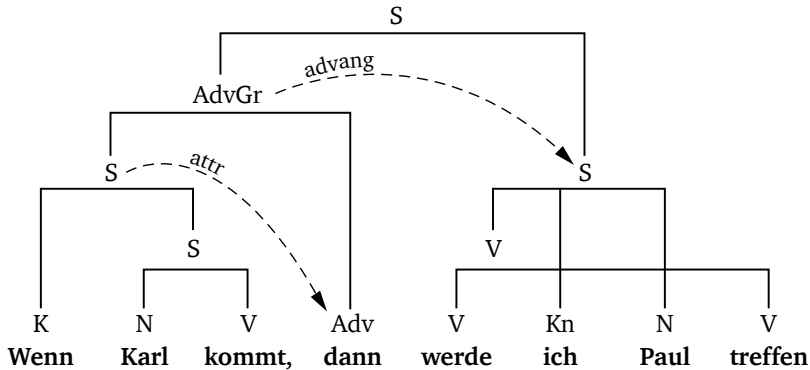 S
advang
AdvGr
attr
S S
S V
K N V Adv V Kn N V
Wenn Karl kommt, dann werde ich Paul treffen